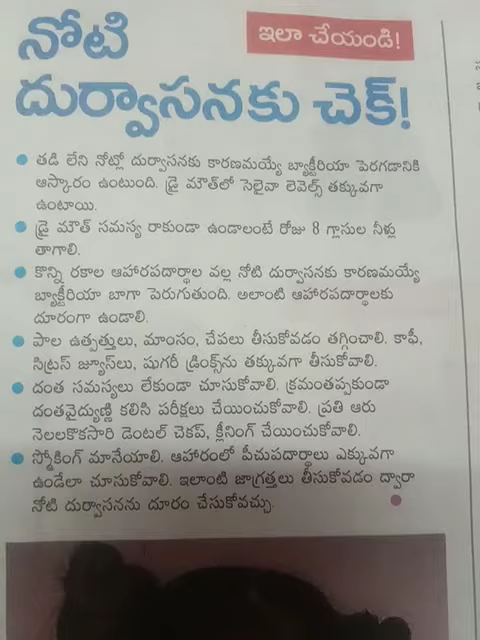 ఇలా చేయండి!
నోటి
దుర్వాసనకు చెక్!
తడి లేని నోట్లో దుర్వాసనకు కారణమయ్యే బ్యాక్టీరియా పెరగడానికి
ఆస్కారం ఉంటుంది. డ్రై మౌత్‌లో సెలైవా లెవెల్స్ తక్కువగా
ఉంటాయి.
డ్రై మౌత్ సమస్య రాకుండా ఉండాలంటే రోజు 8 గ్లాసుల నీళ్లు
తాగాలి.
కొన్ని రకాల ఆహారపదార్థాల వల్ల నోటి దుర్వాసనకు కారణమయ్యే
బ్యాక్టీరియా బాగా పెరుగుతుంది. అలాంటి ఆహారపదార్థాలకు
దూరంగా ఉండాలి.
పాల ఉత్పత్తులు, మాంసం, చేపలు తీసుకోవడం తగ్గించాలి. కాఫీ,
సిట్రస్ జ్యూస్‌లు, షుగరీ డ్రింక్స్‌ను తక్కువగా తీసుకోవాలి.
దంత సమస్యలు లేకుండా చూసుకోవాలి. క్రమంతప్పకుండా
దంతవైద్యుణ్ణి కలిసి పరీక్షలు చేయించుకోవాలి. ప్రతి ఆరు
నెలలకొకసారి డెంటల్ చెకప్, క్లీనింగ్ చేయించుకోవాలి.
స్మోకింగ్ మానేయాలి. ఆహారంలో పీచుపదార్థాలు ఎక్కువగా
ఉండేలా చూసుకోవాలి. ఇలాంటి జాగ్రత్తలు తీసుకోవడం ద్వారా
నోటి దుర్వాసనను దూరం చేసుకోవచ్చు.